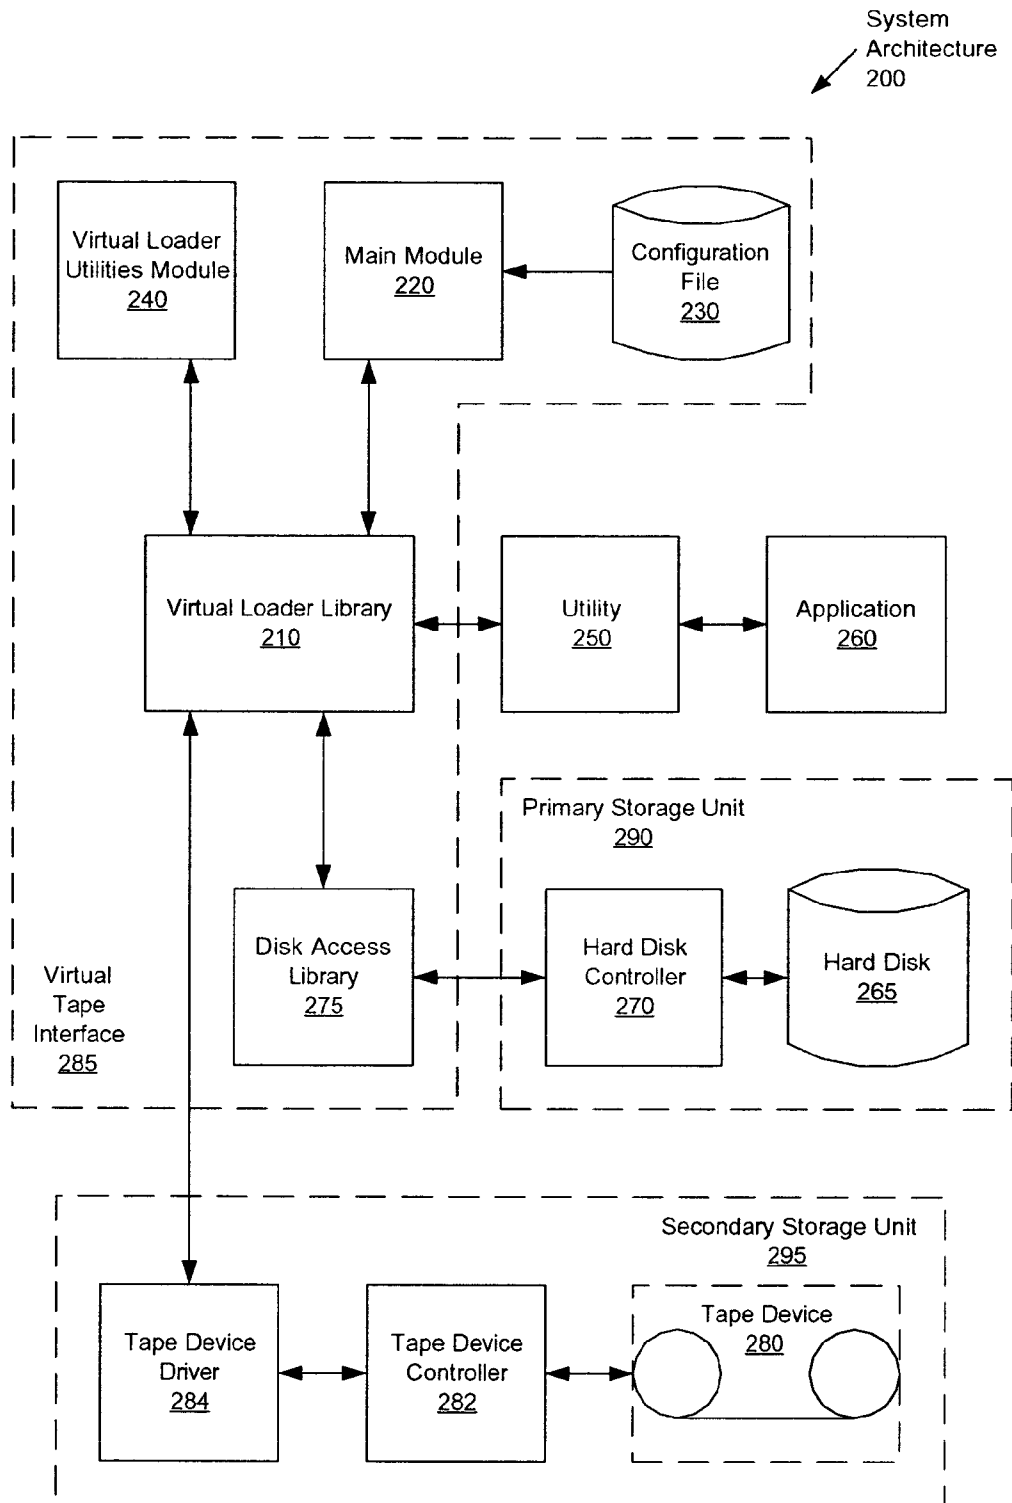 System
Architecture
200
Virtual Loader
Utilities Module
240
Main Module
220
Configuration
File
230
Virtual Loader Library
210
Utility
250
Application
260
Primary Storage Unit
290
Disk Access
Library
275
Hard Disk
Controller
270
Hard Disk
265
Virtual
Tape
Interface
285
Secondary Storage Unit
295
Tape Device
Driver
284
Tape Device
Controller
282
Tape Device
280